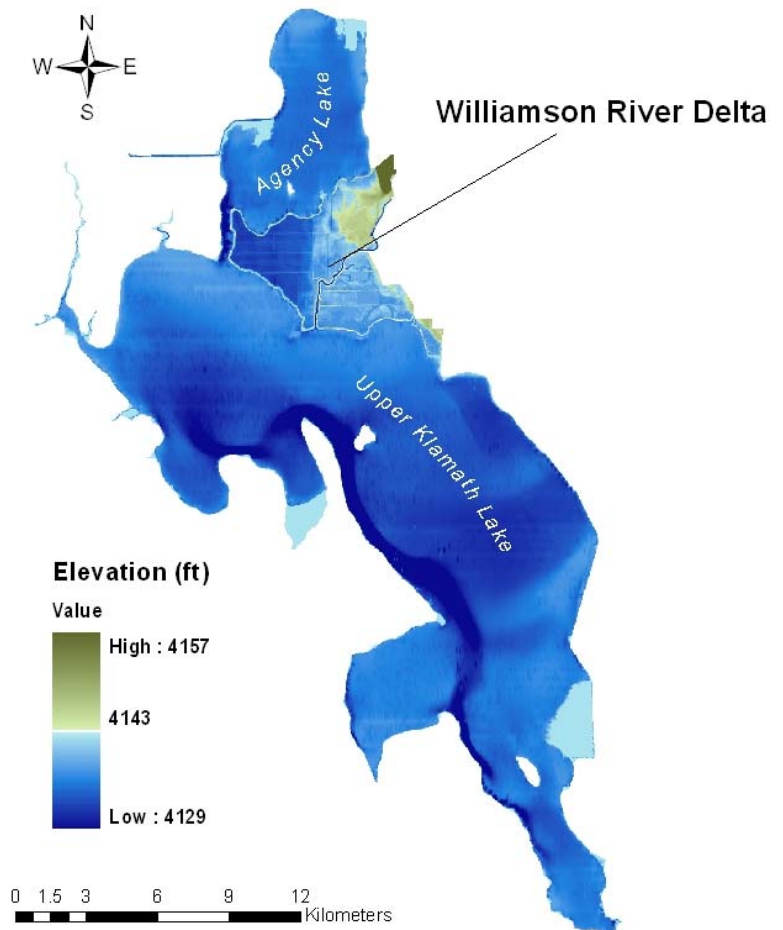 N
W E
S
Agency Lake
Williamson River Delta
Upper Klamath Lake
Elevation (ft)
Value
High : 4157
4143
Low : 4129
0 1.5 3 6 9 12
Kilometers